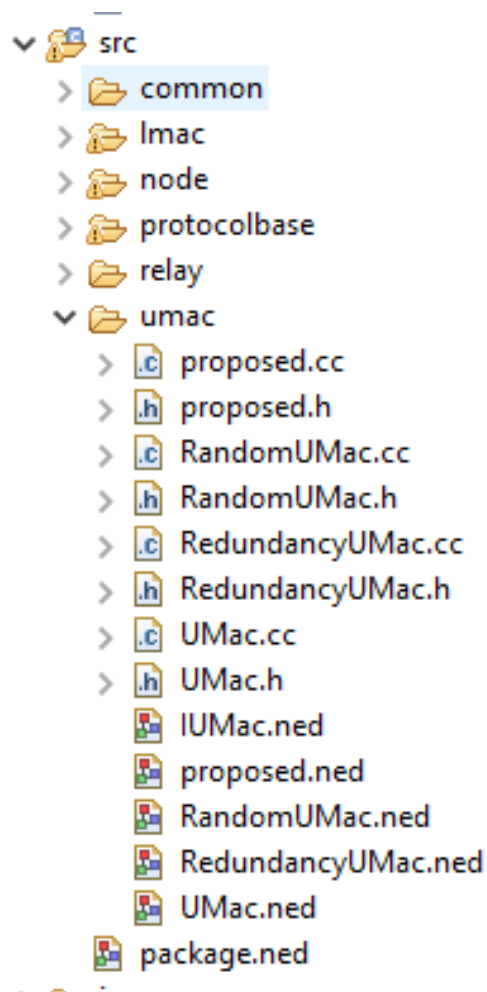 src
common
lmac
node
protocolbase
relay
umac
.c proposed.cc
.h proposed.h
.c RandomUMac.cc
.h RandomUMac.h
.c RedundancyUMac.cc
.h RedundancyUMac.h
.c UMac.cc
.h UMac.h
IUMac.ned
proposed.ned
RandomUMac.ned
RedundancyUMac.ned
UMac.ned
package.ned